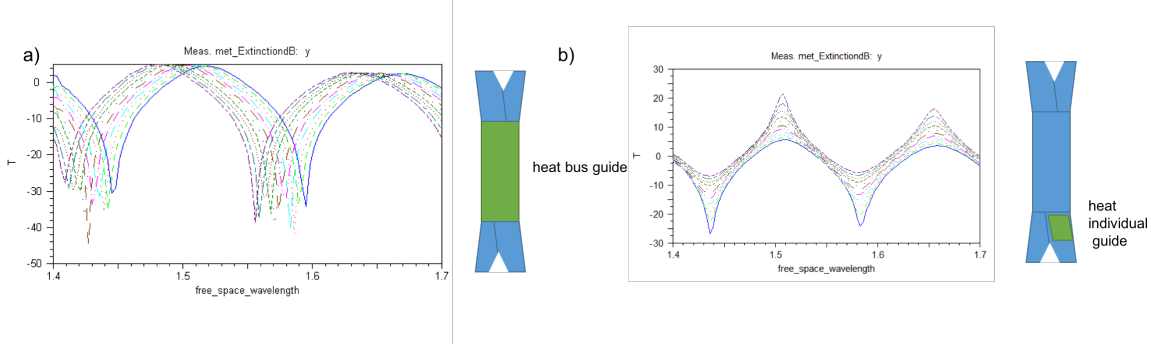 a)
Meas. met_ExtinctiondB: y
0
-10
-20
-30
-40
-50
T
1.4 1.5 1.6 1.7
free_space_wavelength
heat bus guide
b)
Meas. met_ExtinctiondB: y
30
20
10
0
-10
-20
-30
T
1.4 1.5 1.6 1.7
free_space_wavelength
heat
individual
guide